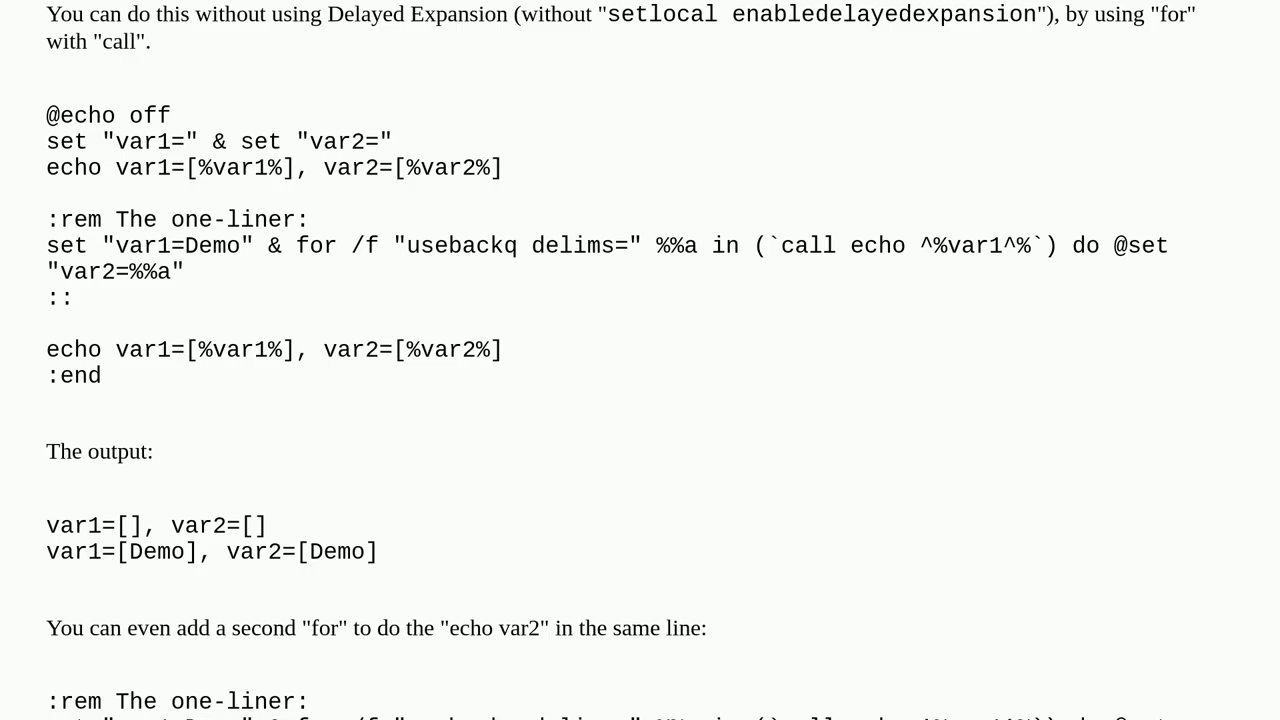 You can do this without using Delayed Expansion (without "setlocal enabledelayedexpansion"), by using "for"
with "call".
@echo off
set "var1=" & set "var2="
echo var1=[%var1%], var2=[%var2%]
:rem The one-liner:
set "var1=Demo" & for /f "usebackq delims=" %%a in (`call echo ^%var1^%`) do @set
"var2=%%a"
::
echo var1=[%var1%], var2=[%var2%]
:end
The output:
var1=[], var2=[]
var1=[Demo], var2=[Demo]
You can even add a second "for" to do the "echo var2" in the same line:
:rem The one-liner: